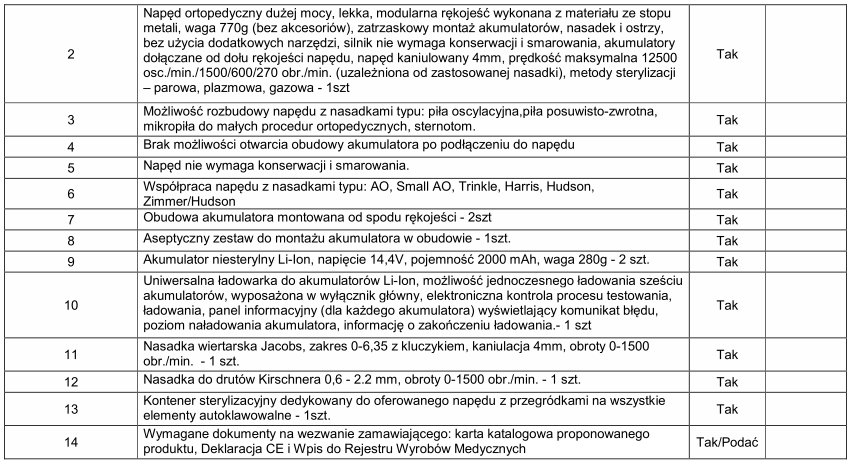 2
Napęd ortopedyczny dużej mocy, lekka, modularna rękojeść wykonana z materiału ze stopu
metali, waga 770g (bez akcesoriów), zatrzaskowy montaż akumulatorów, nasadek i ostrzy,
bez użycia dodatkowych narzędzi, silnik nie wymaga konserwacji i smarowania, akumulatory
dołączane od dołu rękojeści napędu, napęd kaniulowany 4mm, prędkość maksymalna 12500
osc./min./1500/600/270 obr./min. (uzależniona od zastosowanej nasadki), metody sterylizacji
– parowa, plazmowa, gazowa - 1szt
Tak
3
Możliwość rozbudowy napędu z nasadkami typu: piła oscylacyjna,piła posuwisto-zwrotna,
mikropiła do małych procedur ortopedycznych, sternotom.
Tak
4
Brak możliwości otwarcia obudowy akumulatora po podłączeniu do napędu
Tak
5
Napęd nie wymaga konserwacji i smarowania.
Tak
6
Współpraca napędu z nasadkami typu: AO, Small AO, Trinkle, Harris, Hudson,
Zimmer/Hudson
Tak
7
Obudowa akumulatora montowana od spodu rękojeści - 2szt
Tak
8
Aseptyczny zestaw do montażu akumulatora w obudowie - 1szt.
Tak
9
Akumulator niesterylny Li-Ion, napięcie 14,4V, pojemność 2000 mAh, waga 280g - 2 szt.
Tak
10
Uniwersalna ładowarka do akumulatorów Li-Ion, możliwość jednoczesnego ładowania sześciu
akumulatorów, wyposażona w wyłącznik główny, elektroniczna kontrola procesu testowania,
ładowania, panel informacyjny (dla każdego akumulatora) wyświetlający komunikat błędu,
poziom naładowania akumulatora, informację o zakończeniu ładowania.- 1 szt
Tak
11
Nasadka wiertarska Jacobs, zakres 0-6,35 z kluczykiem, kaniulacja 4mm, obroty 0-1500
obr./min. - 1 szt.
Tak
12
Nasadka do drutów Kirschnera 0,6 - 2.2 mm, obroty 0-1500 obr./min. - 1 szt.
Tak
13
Kontener sterylizacyjny dedykowany do oferowanego napędu z przegródkami na wszystkie
elementy autoklawowalne - 1szt.
Tak
14
Wymagane dokumenty na wezwanie zamawiającego: karta katalogowa proponowanego
produktu, Deklaracja CE i Wpis do Rejestru Wyrobów Medycznych
Tak/Podać